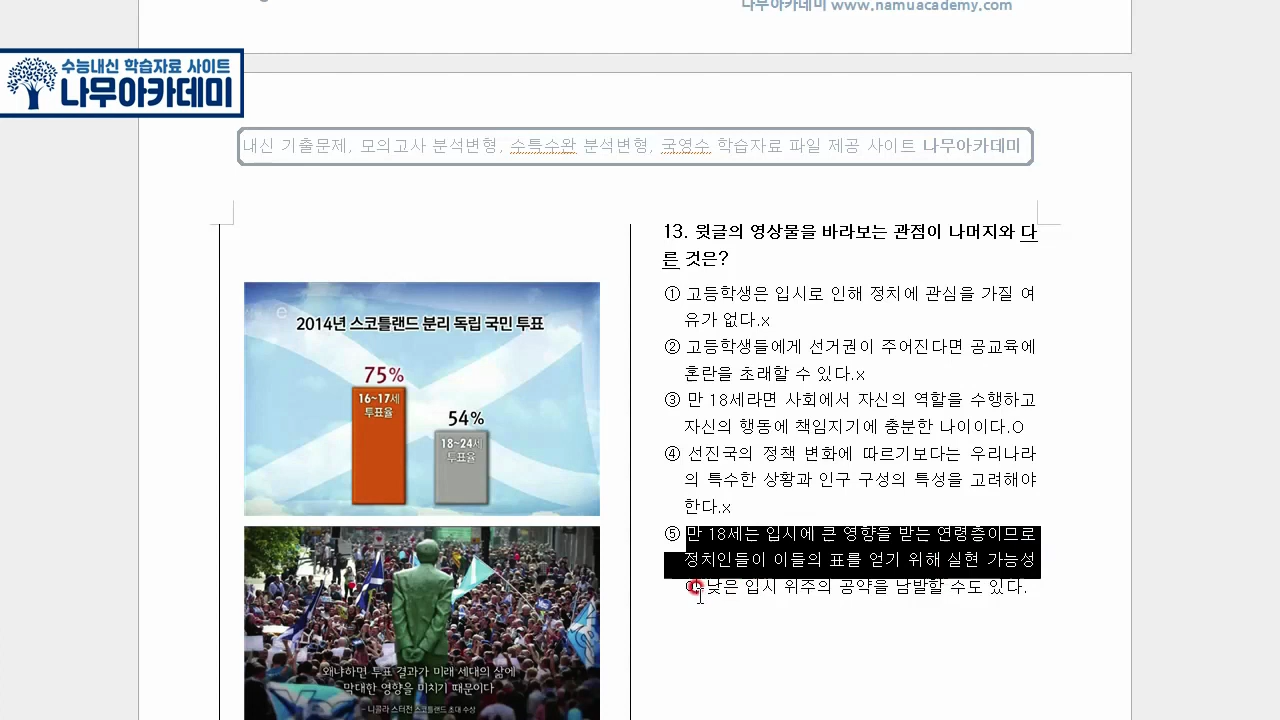 나무아카데미 www.namuacademy.com
수능내신 학습자료 사이트
나무아카데미
내신 기출문제, 모의고사 분석변형, 수특수완 분석변형, 국영수 학습자료 파일 제공 사이트 나무아카데미
2014년 스코틀랜드 분리 독립 국민 투표
75%
16~17세
투표율
54%
18~24세
투표율
왜냐하면 투표 결과가 미래 세대의 삶에
막대한 영향을 미치기 때문이다
- 니콜라 스터전 스코틀랜드 초대 수상
13. 윗글의 영상물을 바라보는 관점이 나머지와 다
른 것은?
① 고등학생은 입시로 인해 정치에 관심을 가질 여
유가 없다.x
② 고등학생들에게 선거권이 주어진다면 공교육에
혼란을 초래할 수 있다.x
③ 만 18세라면 사회에서 자신의 역할을 수행하고
자신의 행동에 책임지기에 충분한 나이이다.O
④ 선진국의 정책 변화에 따르기보다는 우리나라
의 특수한 상황과 인구 구성의 특성을 고려해야
한다.x
⑤ 만 18세는 입시에 큰 영향을 받는 연령층이므로
정치인들이 이들의 표를 얻기 위해 실현 가능성
낮은 입시 위주의 공약을 남발할 수도 있다.